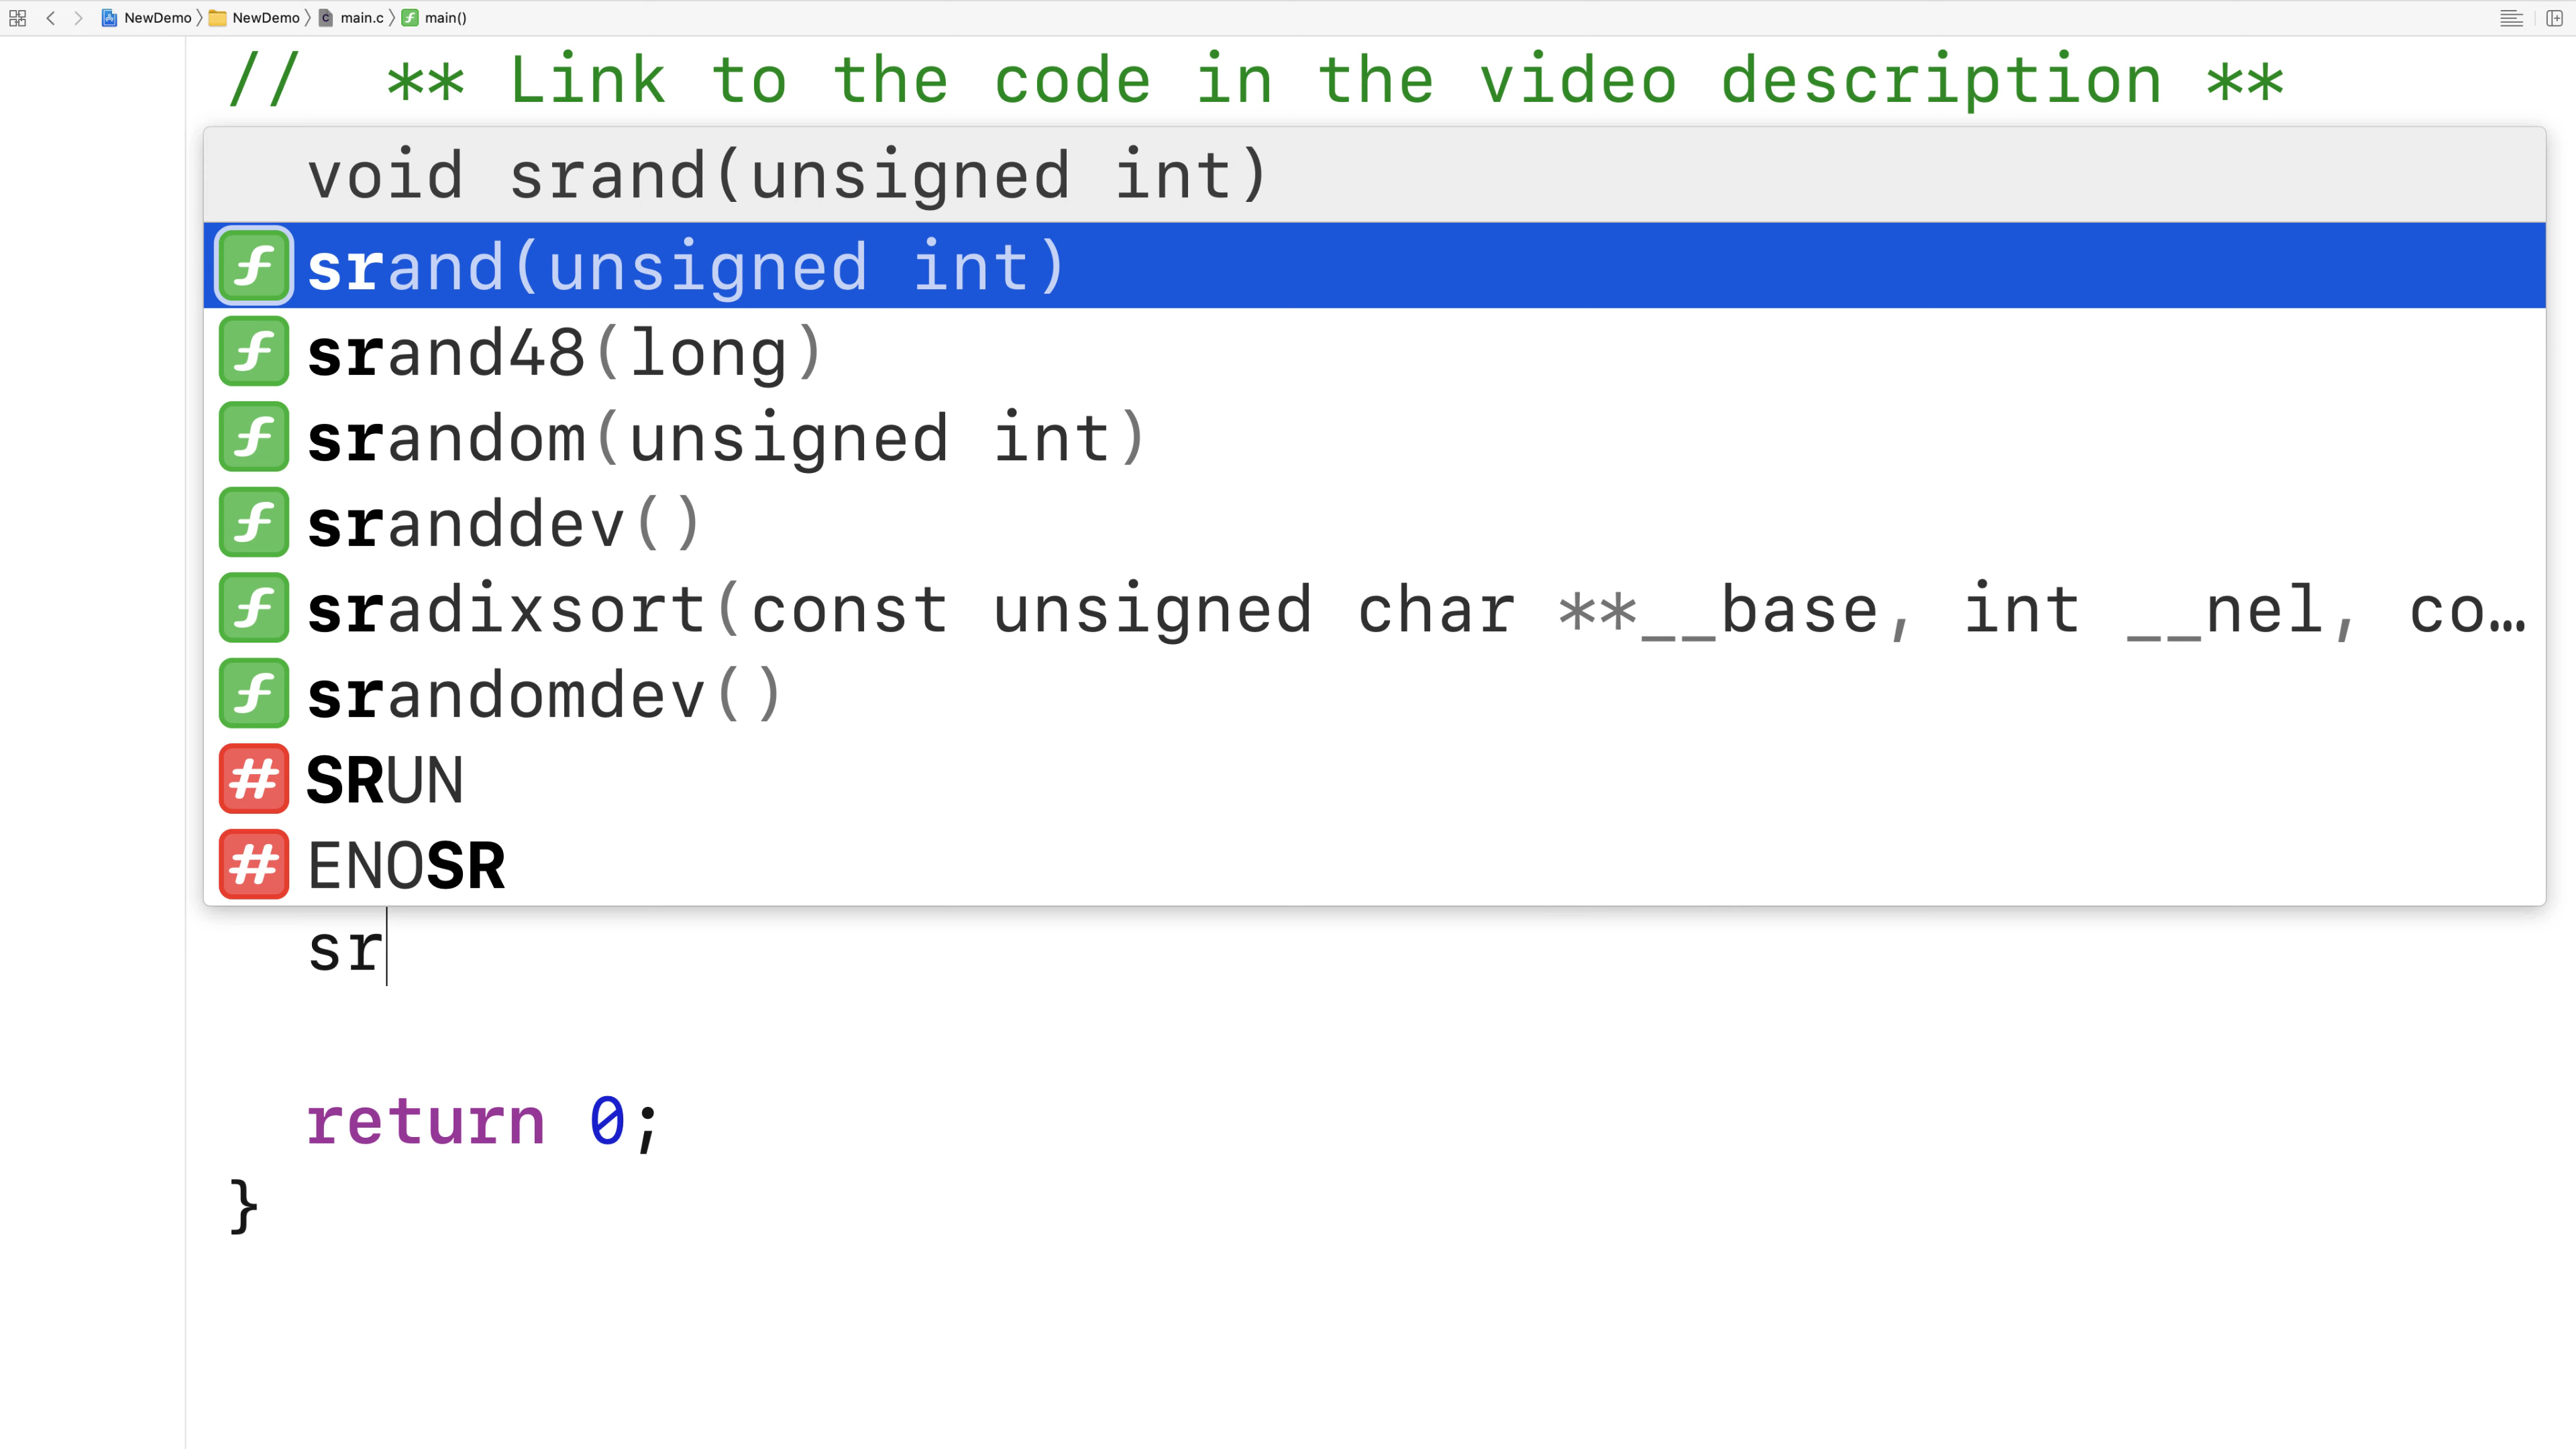 NewDemo NewDemo main.c main()
// ** Link to the code in the video description **
void srand(unsigned int)
srand(unsigned int)
srand48(long)
srandom(unsigned int)
sranddev()
sradixsort(const unsigned char **__base, int __nel, co…
srandomdev()
SRUN
ENOSR
sr
return 0;
}